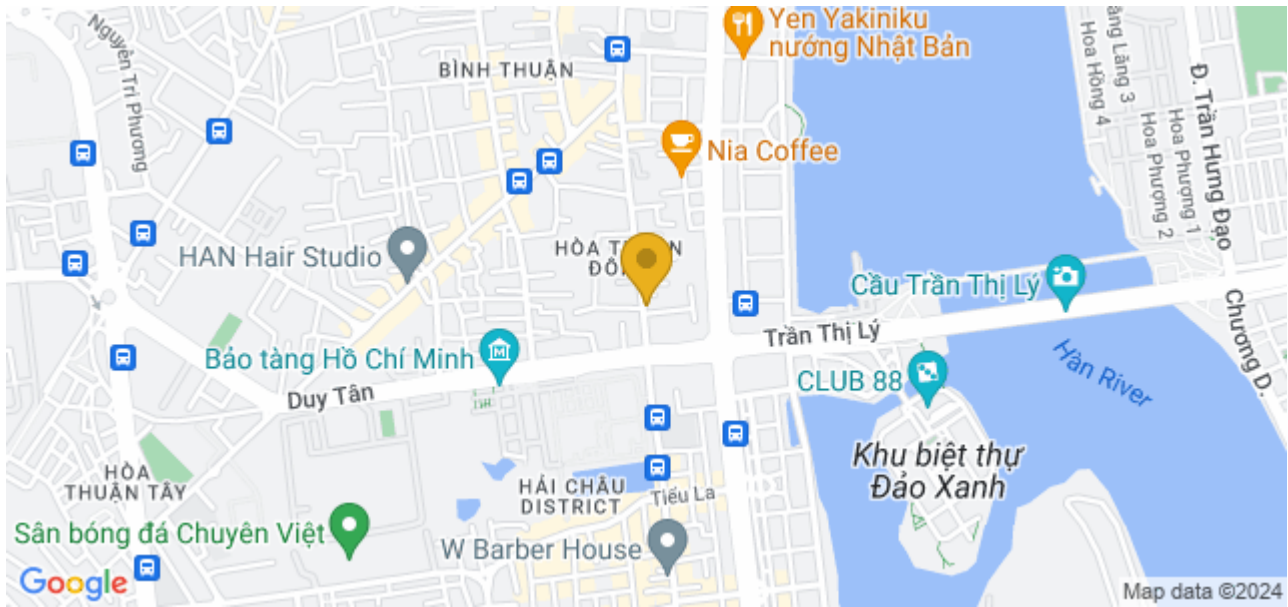 Yen Yakiniku
nướng Nhật Bản
Nguyễn Tri Phương
BÌNH THUẬN
Hoa Hồng 4
Hoa Phượng 1
Hoa Phượng 2
Đ. Trần Hưng Đạo
Nia Coffee
HAN Hair Studio
Cầu Trần Thị Lý
Trần Thị Lý
Chương D.
Bảo tàng Hồ Chí Minh
Duy Tân
CLUB 88
Hàn River
Khu biệt thự
Đảo Xanh
HÒA
THUẬN TÂY
HẢI CHÂU
DISTRICT
Tiểu La
Sân bóng đá Chuyên Việt
W Barber House
Google
Map data ©2024